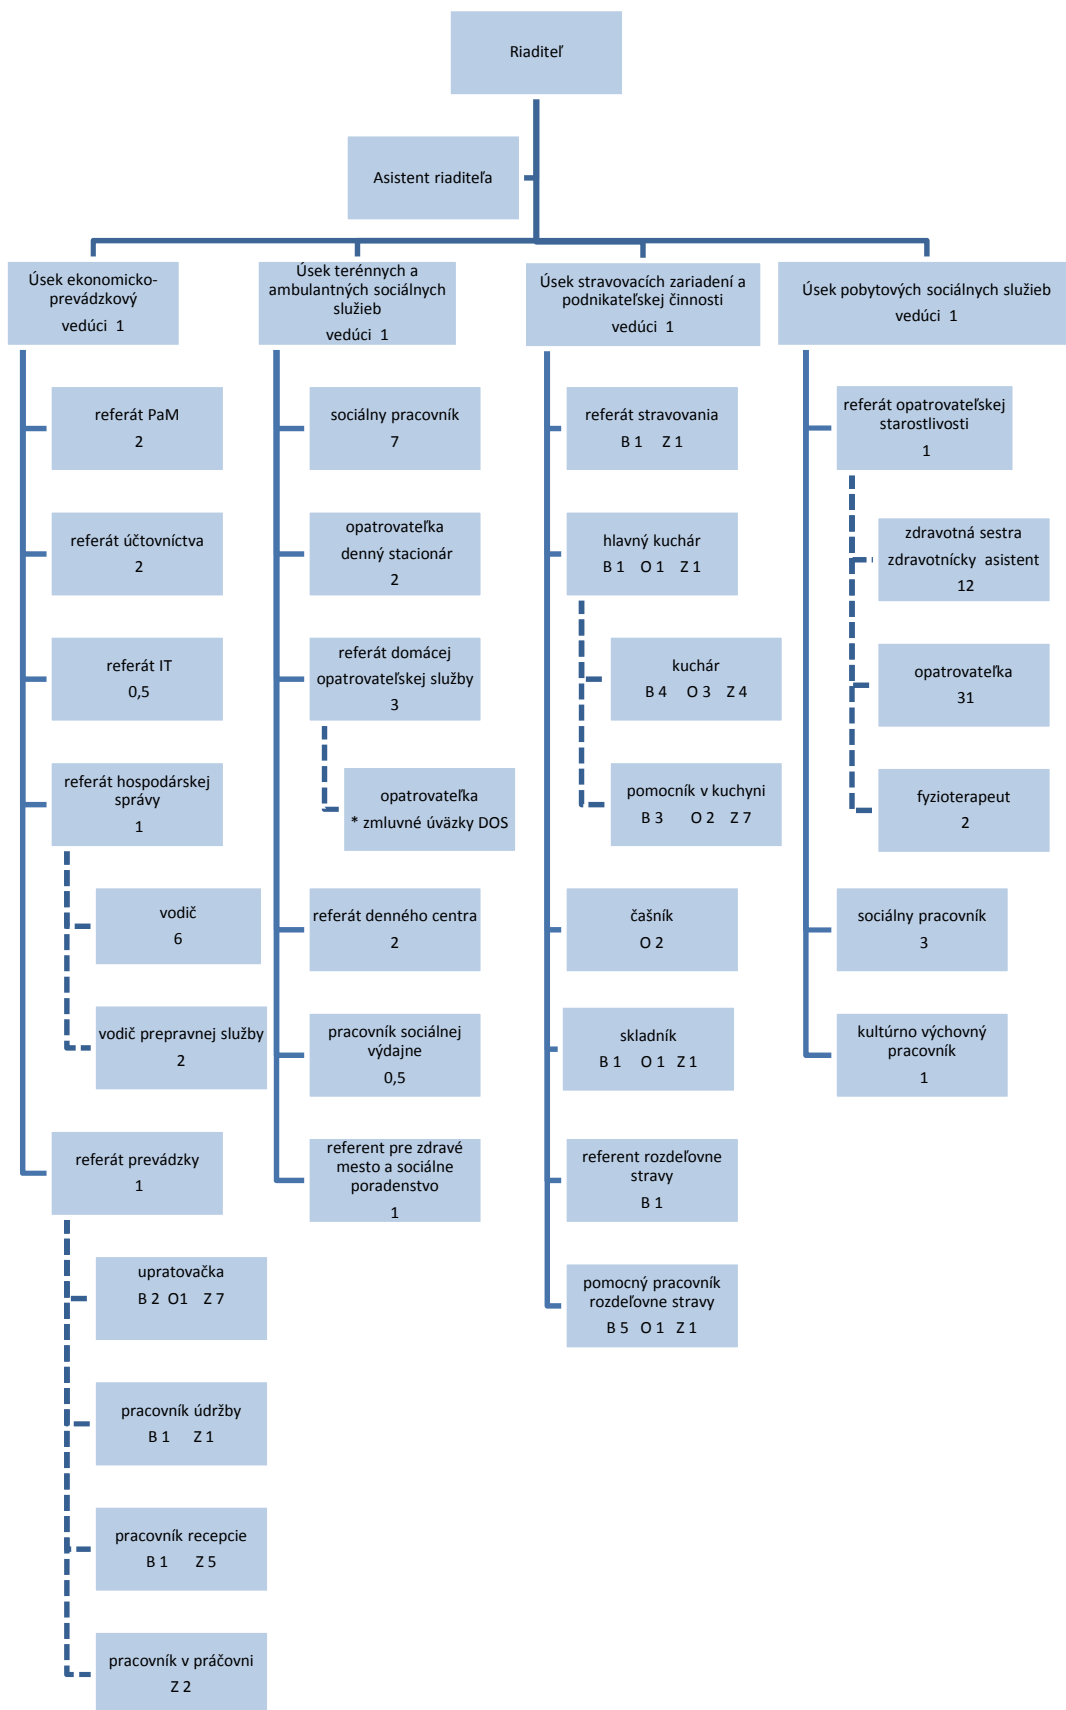 Riaditeľ
Asistent riaditeľa
Úsek ekonomicko-
prevádzkový
vedúci 1
referát PaM
2
referát účtovníctva
2
referát IT
0,5
referát hospodárskej
správy
1
vodič
6
vodič prepravnej služby
2
referát prevádzky
1
upratovačka
B 2 O1 Z 7
pracovník údržby
B 1 Z 1
pracovník recepcie
B 1 Z 5
pracovník v práčovni
Z 2
Úsek terénnych a
ambulantných sociálnych
služieb
vedúci 1
sociálny pracovník
7
opatrovateľka
denný stacionár
2
referát domácej
opatrovateľskej služby
3
opatrovateľka
* zmluvné úväzky DOS
referát denného centra
2
pracovník sociálnej
výdajne
0,5
referent pre zdravé
mesto a sociálne
poradenstvo
1
Úsek stravovacích zariadení a
podnikateľskej činnosti
vedúci 1
referát stravovania
B 1 Z 1
hlavný kuchár
B 1 O 1 Z 1
kuchár
B 4 O 3 Z 4
pomocník v kuchyni
B 3 O 2 Z 7
čašník
O 2
skladník
B 1 O 1 Z 1
referent rozdeľovne
stravy
B 1
pomocný pracovník
rozdeľovne stravy
B 5 O 1 Z 1
Úsek pobytových sociálnych služieb
vedúci 1
referát opatrovateľskej
starostlivosti
1
zdravotná sestra
zdravotnícky asistent
12
opatrovateľka
31
fyzioterapeut
2
sociálny pracovník
3
kultúrno výchovný
pracovník
1